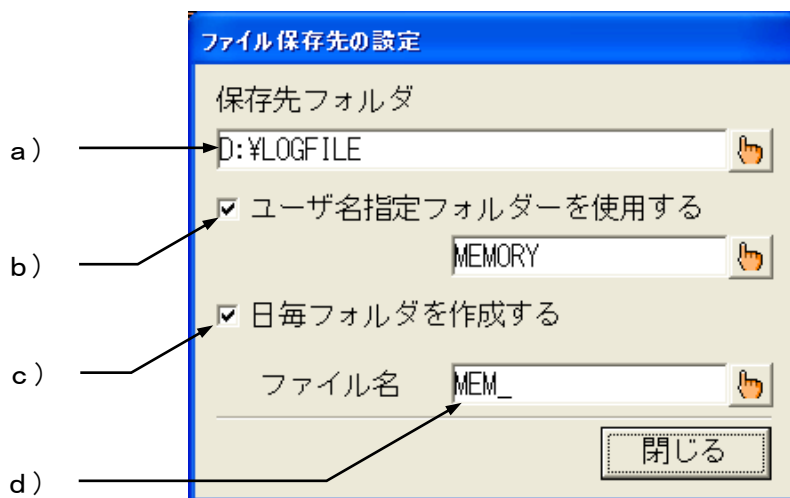 ファイル保存先の設定
保存先フォルダ
a) D:¥LOGFILE
b) ユーザ名指定フォルダーを使用する
MEMORY
c) 日毎フォルダを作成する
ファイル名 MEM_
d) 閉じる